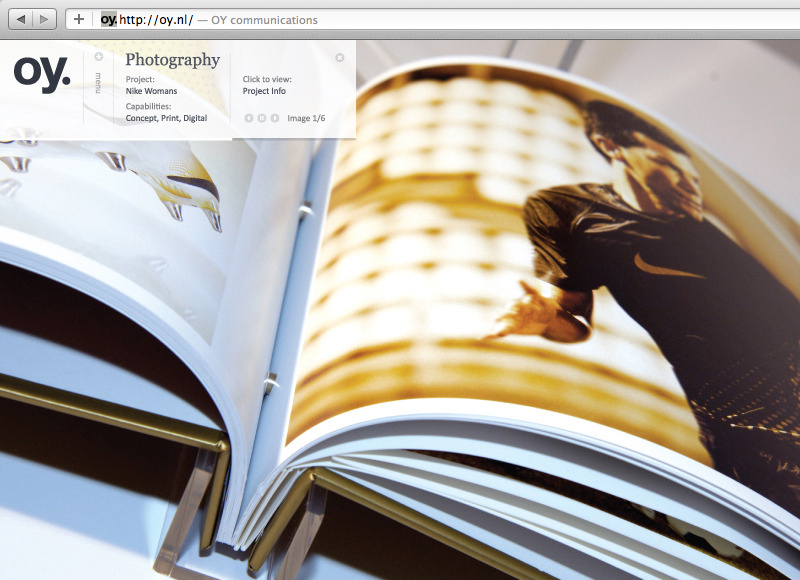 oy. http://oy.nl/ — OY communications
oy.
menu
Photography
Project:
Nike Womans
Capabilities:
Concept, Print, Digital
Click to view:
Project Info
Image 1/6